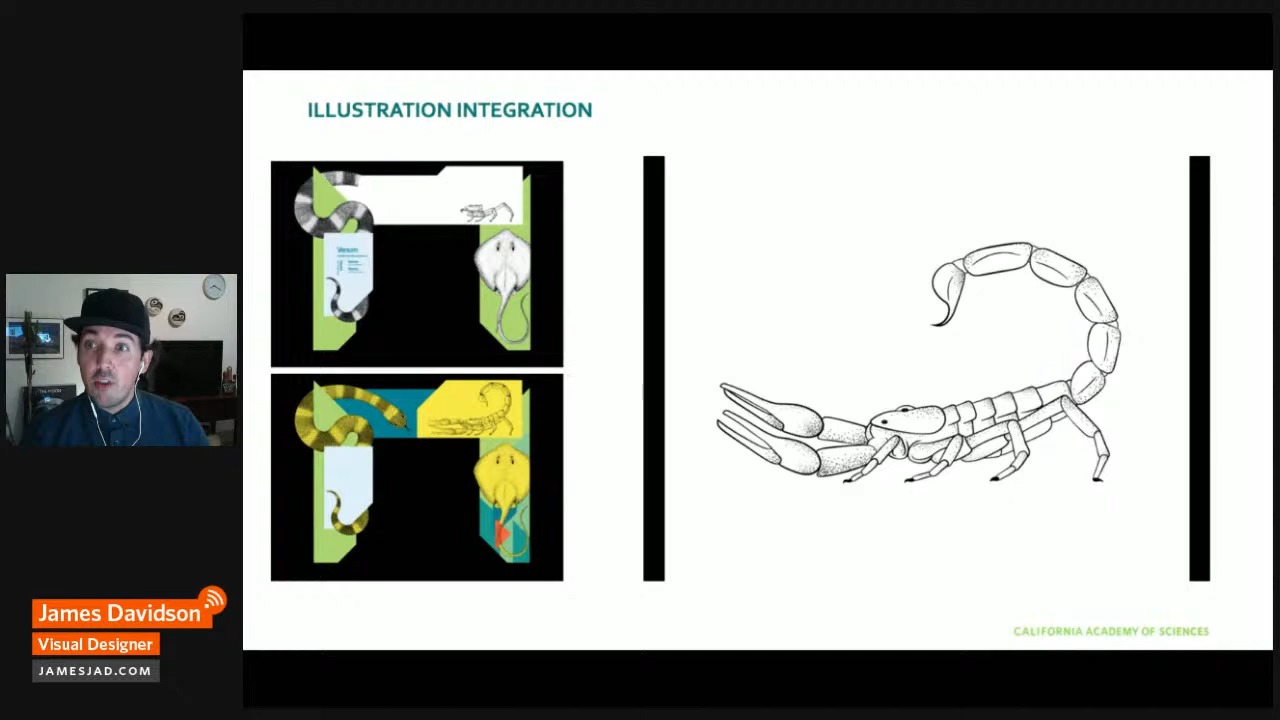 ILLUSTRATION INTEGRATION
Venom
CALIFORNIA ACADEMY OF SCIENCES
James Davidson
Visual Designer
JAMESJAD.COM